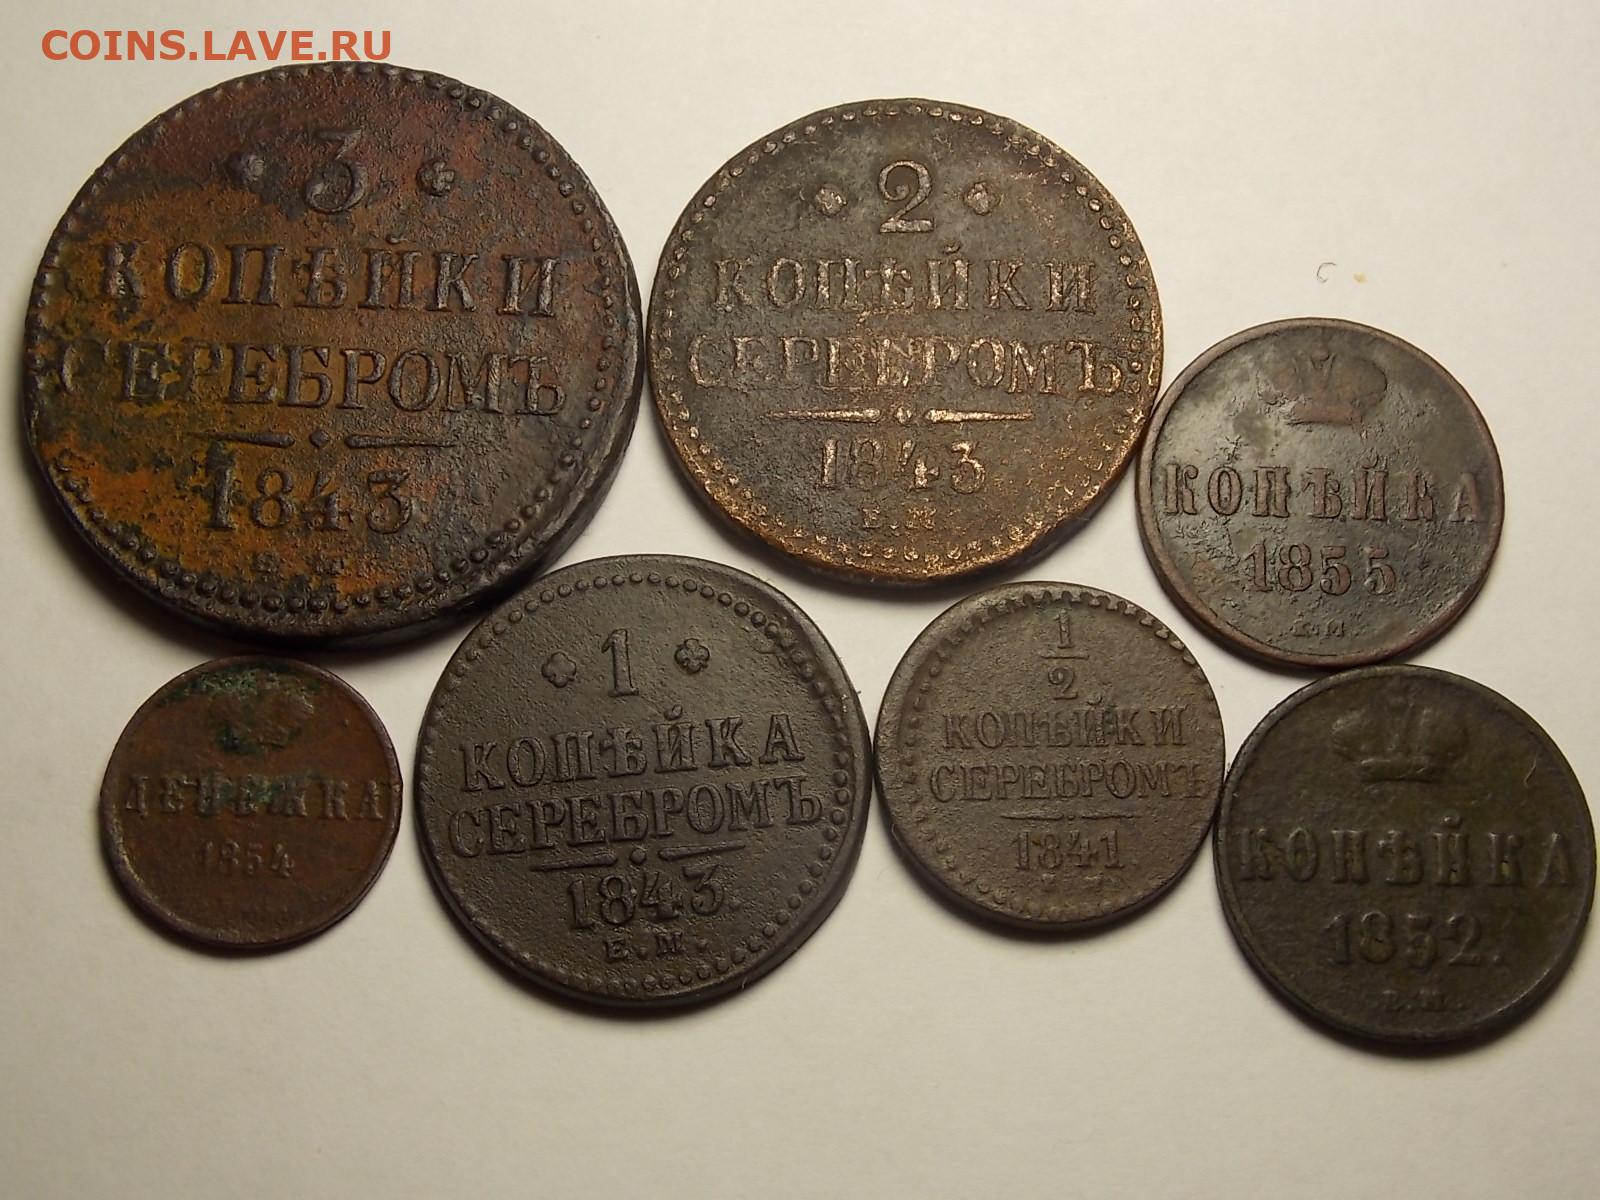 COINS.LAVE.RU
3
КОПѢЙКИ
СЕРЕБРОМЪ
1843
2
КОПѢЙКИ
СЕРЕБРОМЪ
1843
Е.М.
КОПѢЙКА
1855
Е.М.
ДЕНЕЖКА
1854
1
КОПѢЙКА
СЕРЕБРОМЪ
1843.
Е.М.
1
2
КОПѢЙКИ
СЕРЕБРОМЪ
1841.
КОПѢЙКА
1852.
Е.М.